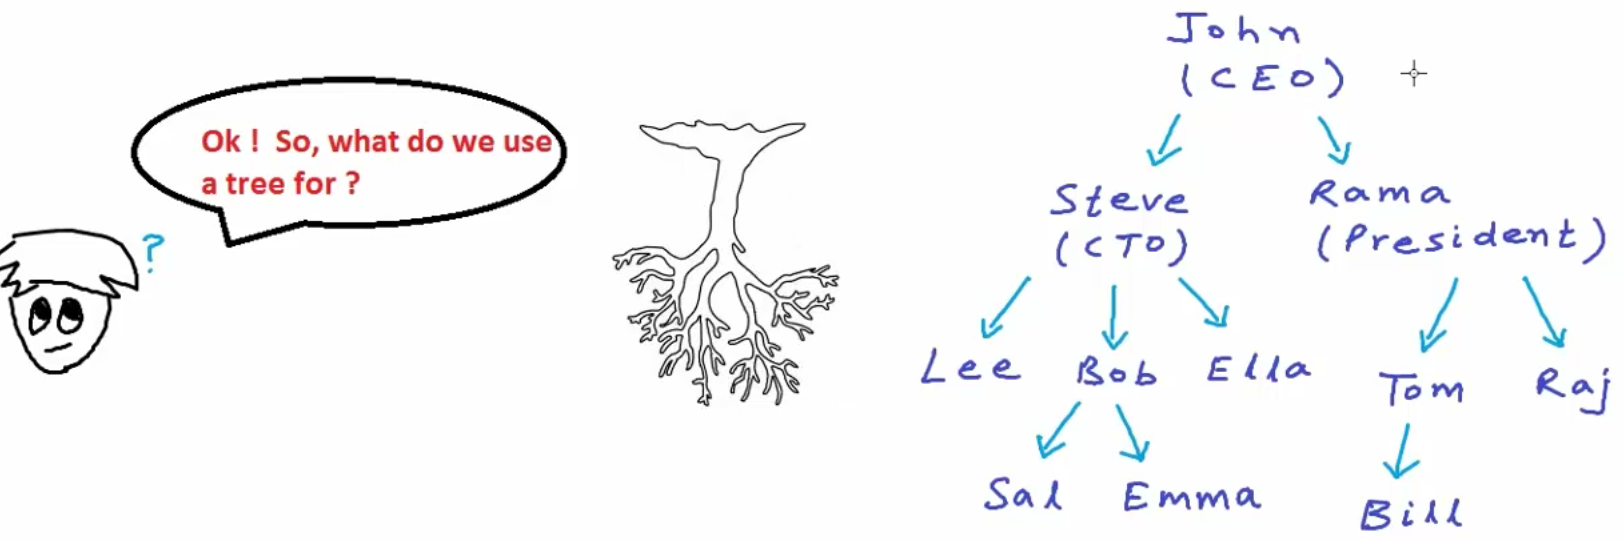 Ok ! So, what do we use
a tree for ?
?
John
(CEO)
Steve
(CTO)
Rama
(President)
Lee
Bob
Ella
Tom
Raj
Sal
Emma
Bill